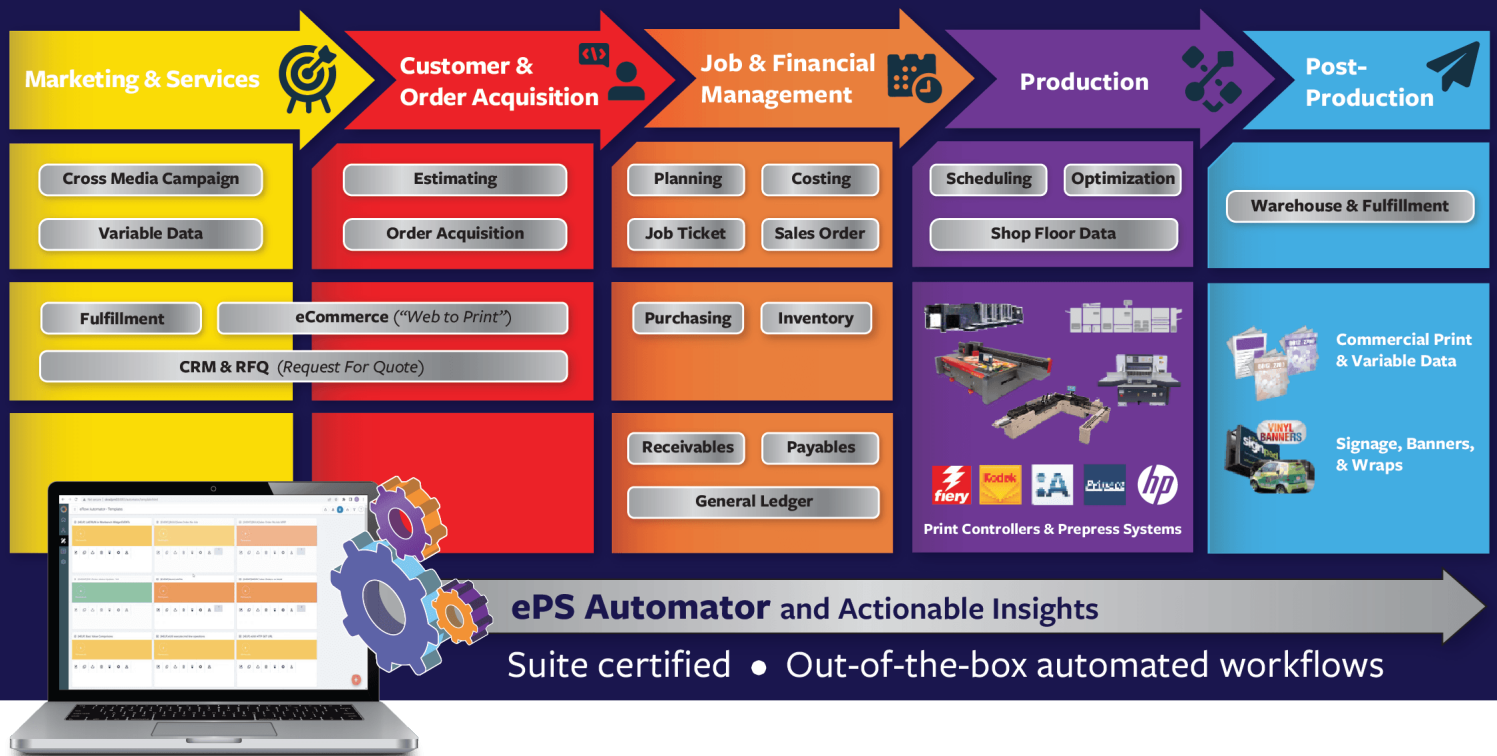 Marketing & Services
Customer &
Order Acquisition
Job & Financial
Management
Production
Post-
Production
Cross Media Campaign
Variable Data
Estimating
Order Acquisition
Planning
Costing
Job Ticket
Sales Order
Scheduling
Optimization
Shop Floor Data
Warehouse & Fulfillment
Fulfillment
eCommerce (“Web to Print”)
CRM & RFQ (Request For Quote)
Purchasing
Inventory
Commercial Print
& Variable Data
VINYL
BANNERS
Signage, Banners,
& Wraps
Receivables
Payables
General Ledger
fiery
Kodak
hp
Print Controllers & Prepress Systems
ePS Automator and Actionable Insights
Suite certified ● Out-of-the-box automated workflows